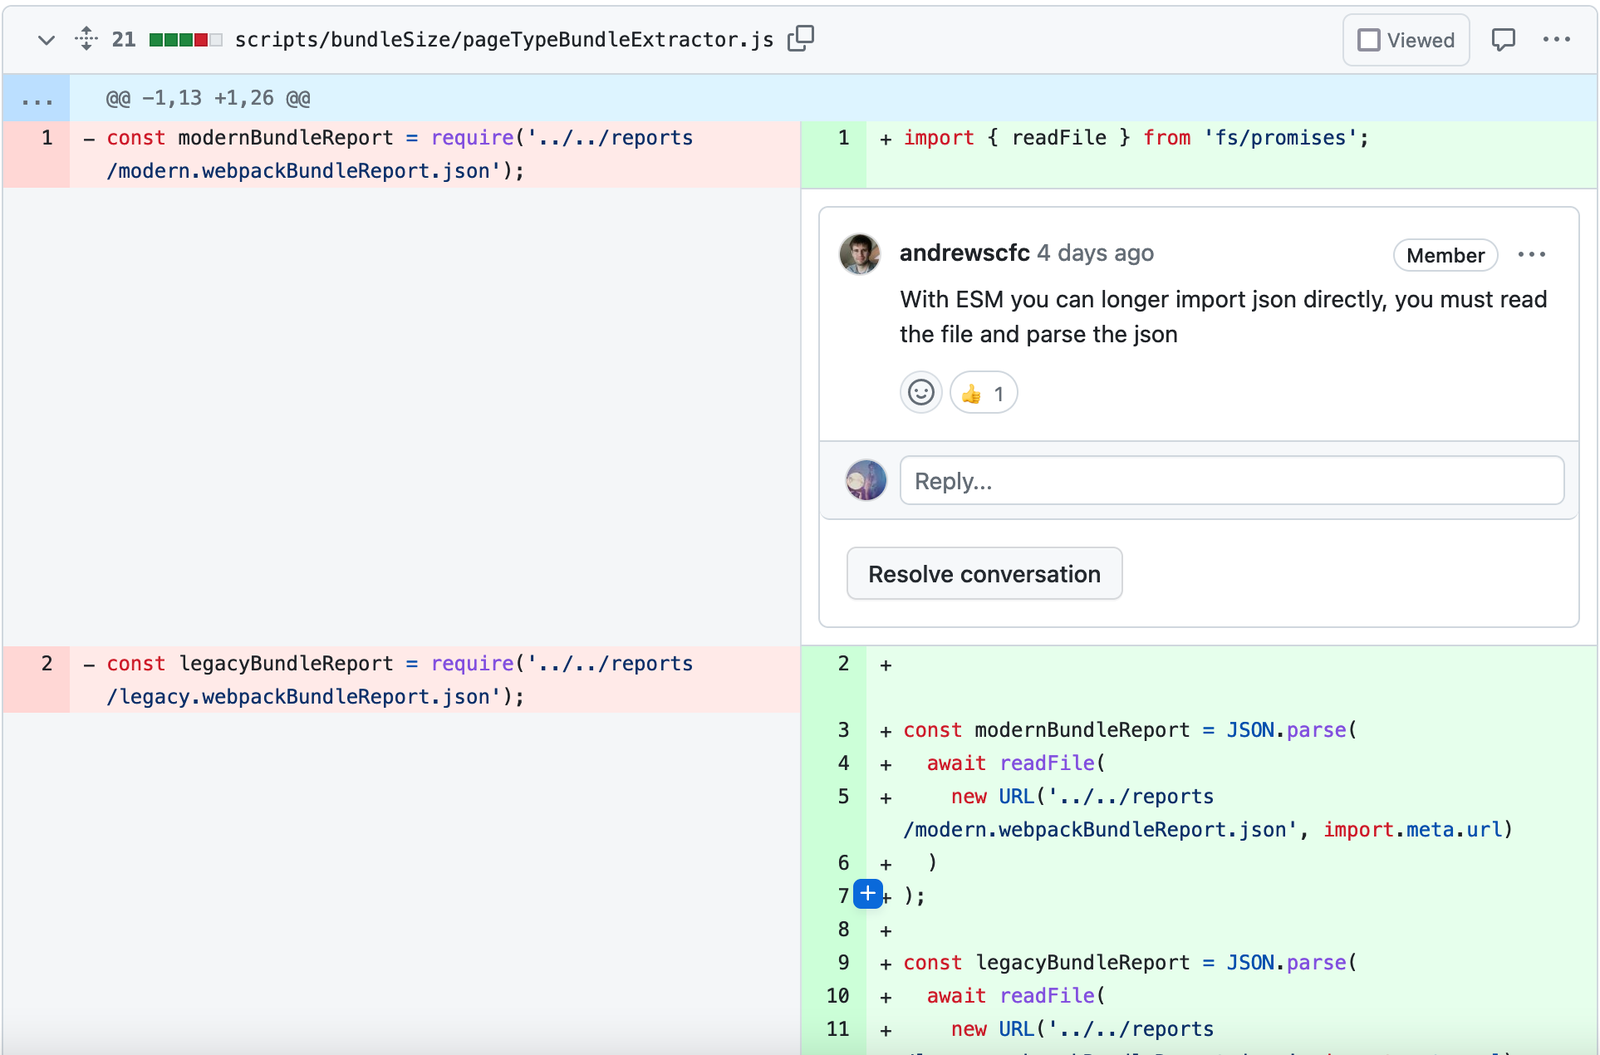 21 scripts/bundleSize/pageTypeBundleExtractor.js Viewed
... @@ -1,13 +1,26 @@
1 - const modernBundleReport = require('../../reports
/modern.webpackBundleReport.json');
1 + import { readFile } from 'fs/promises';
andrewscfc 4 days ago Member
With ESM you can longer import json directly, you must read
the file and parse the json
👍 1
Reply...
Resolve conversation
2 - const legacyBundleReport = require('../../reports
/legacy.webpackBundleReport.json');
2 +
3 + const modernBundleReport = JSON.parse(
4 + await readFile(
5 + new URL('../../reports
/modern.webpackBundleReport.json', import.meta.url)
6 + )
7 + );
8 +
9 + const legacyBundleReport = JSON.parse(
10 + await readFile(
11 + new URL('../../reports